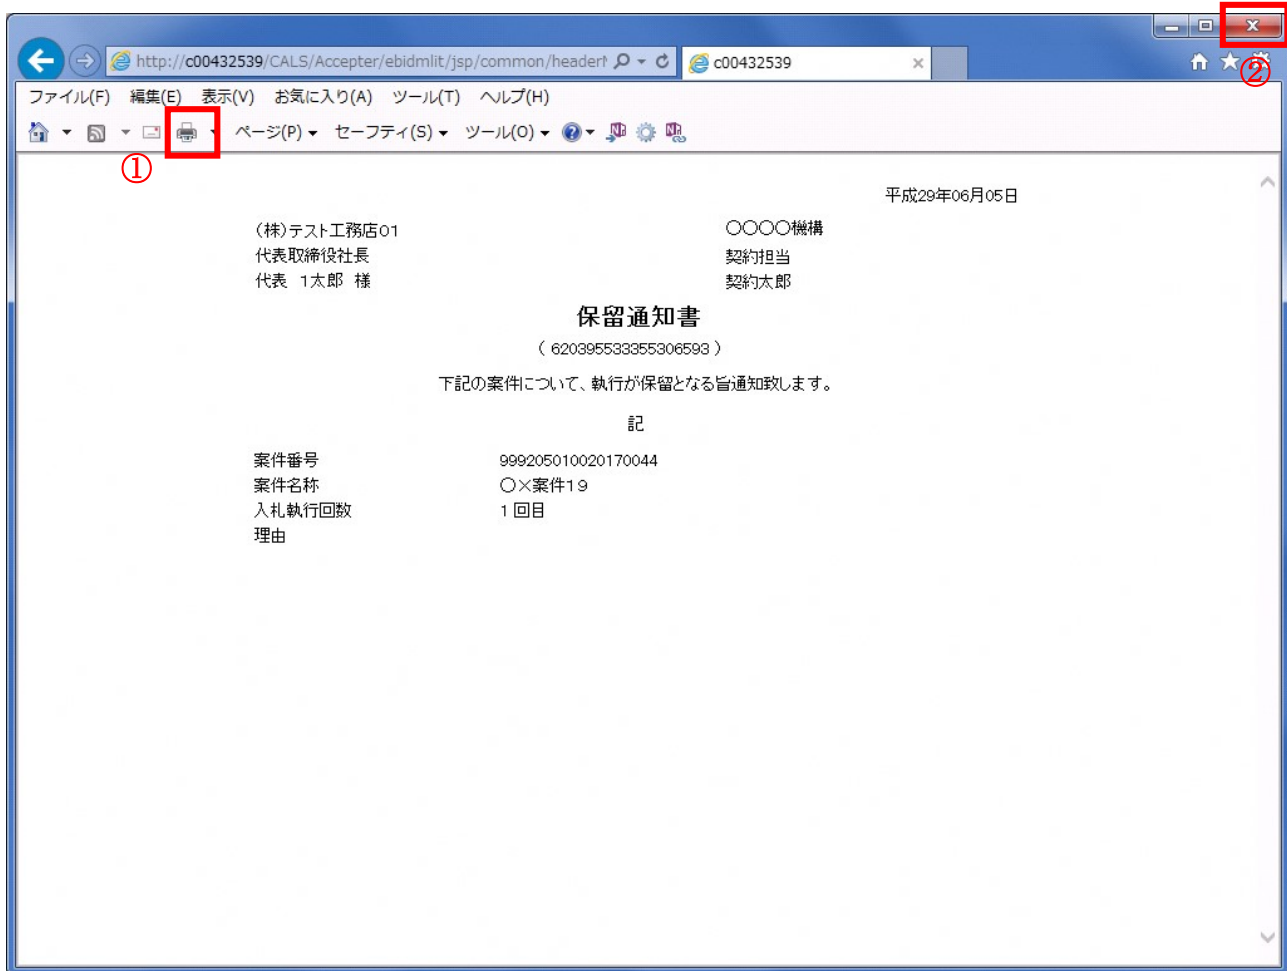 http://c00432539/CALS/Accepter/ebidmlit/jsp/common/header
c00432539
②
ファイル(F) 編集(E) 表示(V) お気に入り(A) ツール(T) ヘルプ(H)
ページ(P) セーフティ(S) ツール(O)
①
平成29年06月05日
(株)テスト工務店01
〇〇〇〇機構
代表取締役社長
契約担当
代表 1太郎 様
契約太郎
保留通知書
( 620395533355306593 )
下記の案件について、執行が保留となる旨通知致します。
記
案件番号 999205010020170044
案件名称 〇×案件19
入札執行回数 1回目
理由